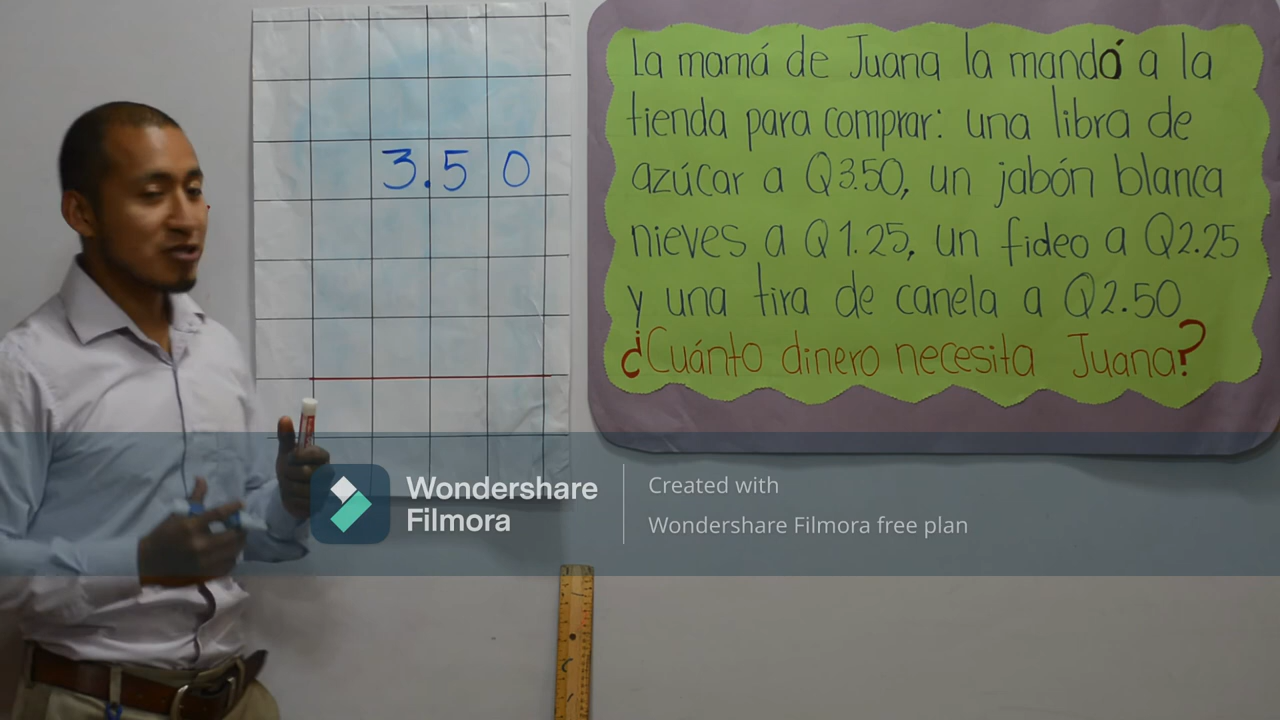 3.50
La mamá de Juana la mandó a la
tienda para comprar: una libra de
azúcar a Q3.50, un jabón blanca
nieves a Q1.25, un fideo a Q2.25
y una tira de canela a Q2.50
¿Cuánto dinero necesita Juana?
Wondershare
Filmora
Created with
Wondershare Filmora free plan